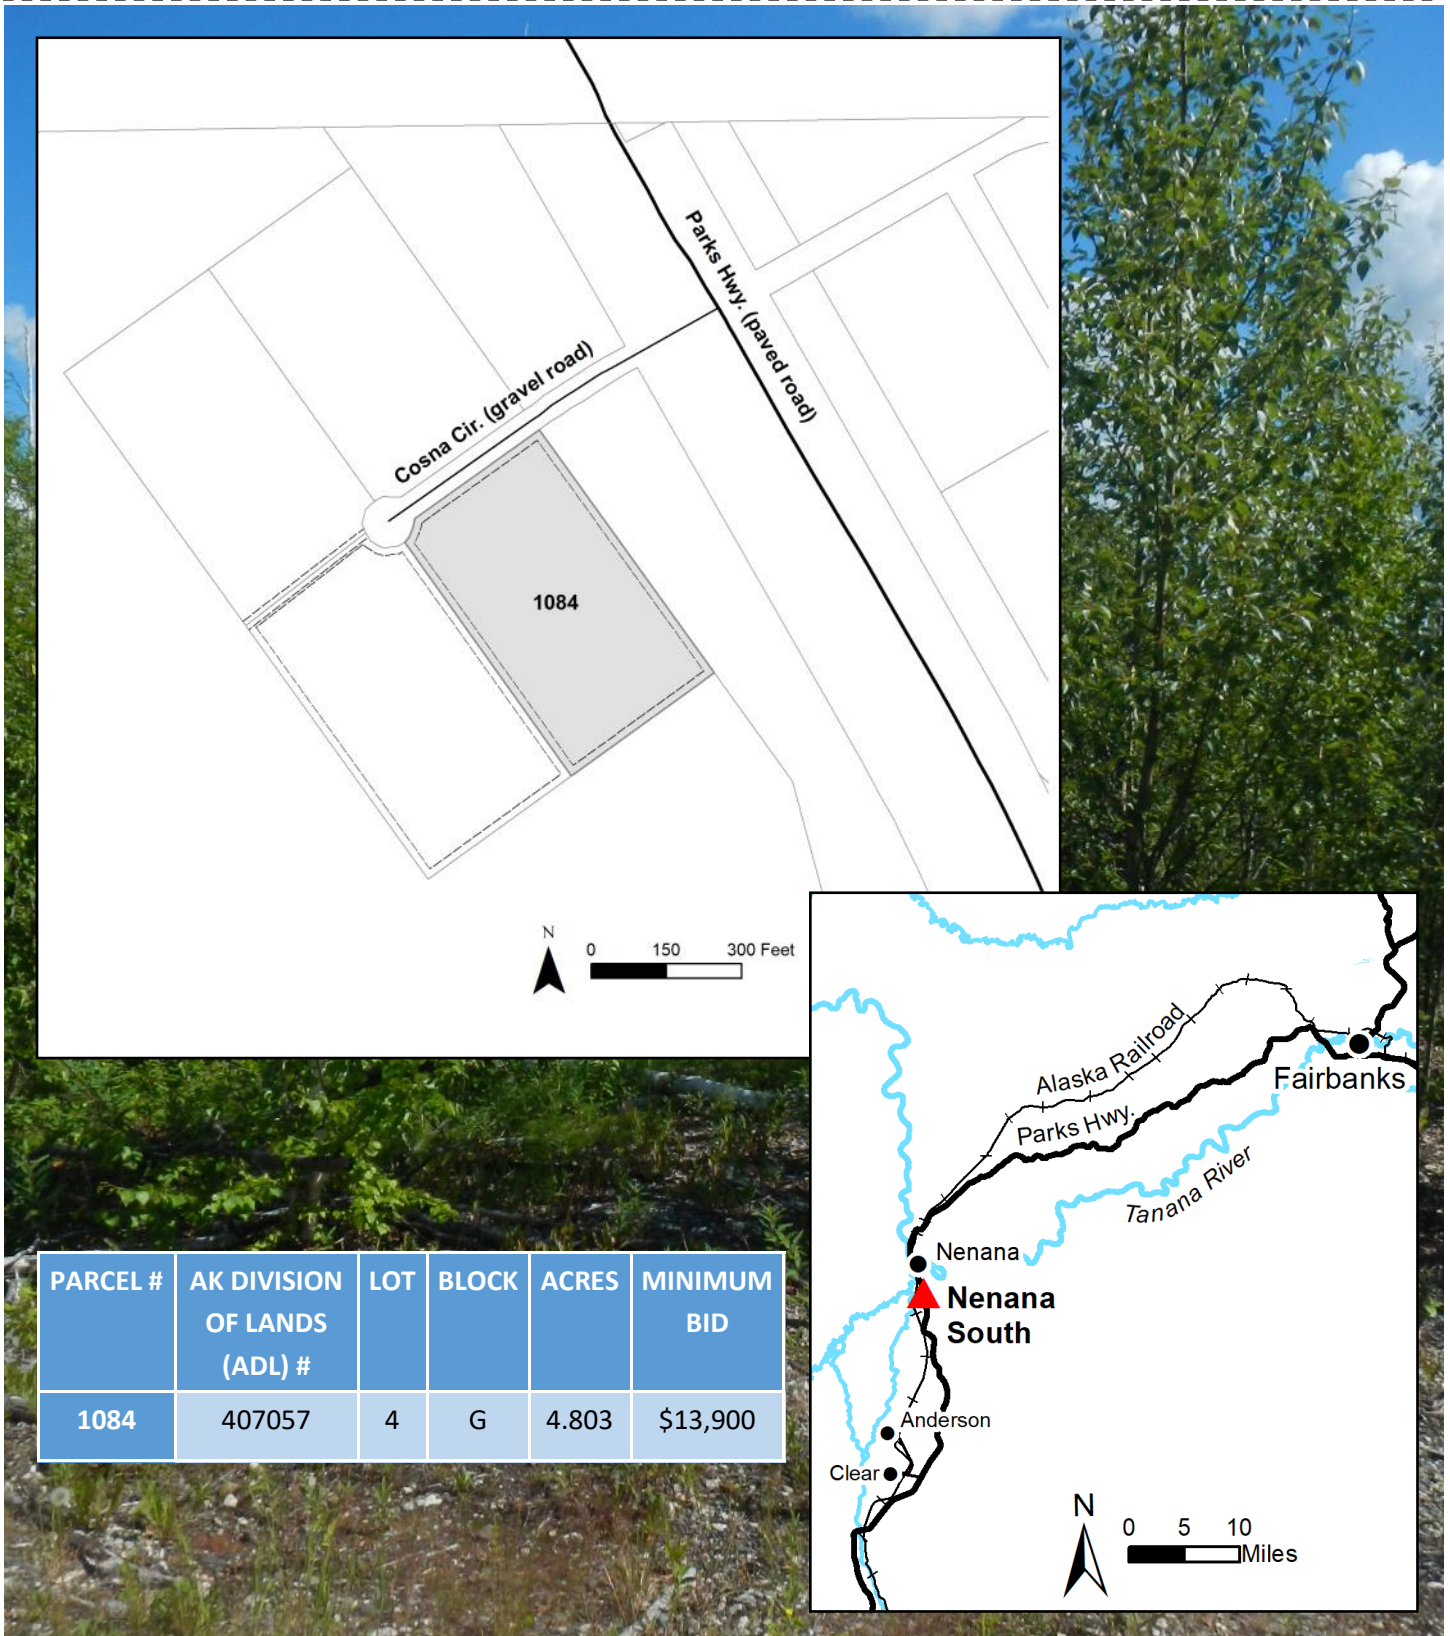 Parks Hwy. (paved road)
Cosna Cir. (gravel road)
1084
N
0 150 300 Feet
Alaska Railroad
Parks Hwy.
Fairbanks
Tanana River
Nenana
Nenana
South
Anderson
Clear
N
0 5 10
Miles
PARCEL # AK DIVISION OF LANDS (ADL) # LOT BLOCK ACRES MINIMUM BID
1084 407057 4 G 4.803 $13,900